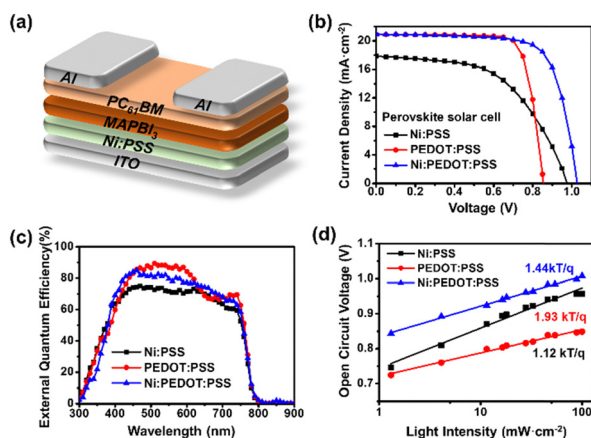 (a)
Al
Al
PC61BM
MAPBI3
Ni:PSS
ITO
(b)
Current Density (mA·cm-2)
24
20
16
12
8
4
0
Perovskite solar cell
Ni:PSS
PEDOT:PSS
Ni:PEDOT:PSS
0.0 0.2 0.4 0.6 0.8 1.0
Voltage (V)
(c)
External Quantum Efficiency(%)
100
80
60
40
20
0
Ni:PSS
PEDOT:PSS
Ni:PEDOT:PSS
300 400 500 600 700 800 900
Wavelength (nm)
(d)
Open Circuit Voltage (V)
1.1
1.0
0.9
0.8
0.7
Ni:PSS
PEDOT:PSS
Ni:PEDOT:PSS
1.44kT/q
1.93 kT/q
1.12 kT/q
1 10 100
Light Intensity (mW·cm-2)